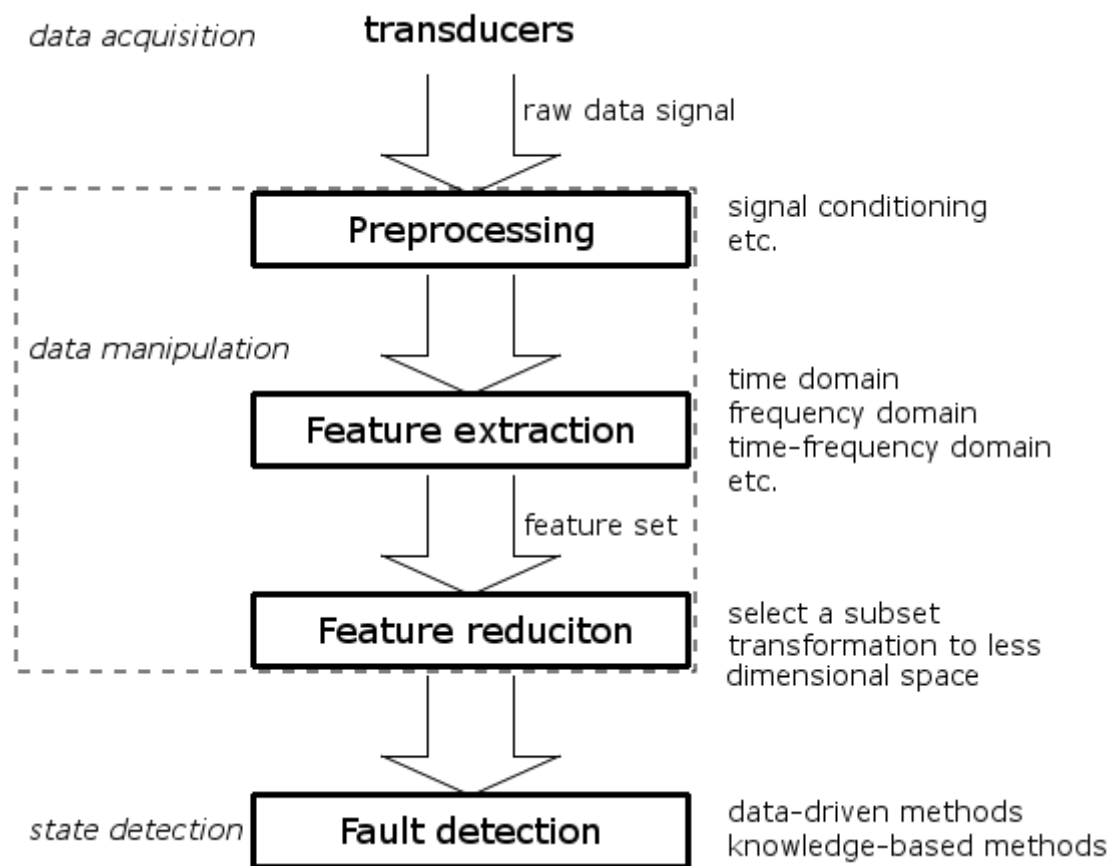 data acquisition
transducers
raw data signal
Preprocessing
signal conditioning
etc.
data manipulation
Feature extraction
time domain
frequency domain
time-frequency domain
etc.
feature set
Feature reduciton
select a subset
transformation to less
dimensional space
state detection
Fault detection
data-driven methods
knowledge-based methods